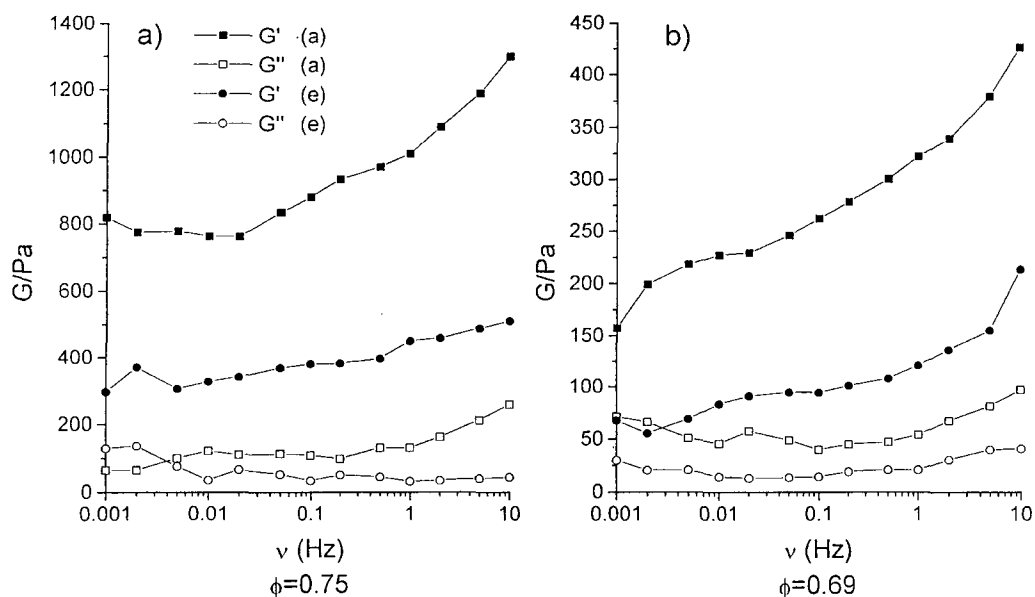 a)
G' (a)
G" (a)
G' (e)
G" (e)
1400
1200
1000
800
600
400
200
0
G/Pa
0.001 0.01 0.1 1 10
ν (Hz)
ϕ=0.75
b)
450
400
350
300
250
200
150
100
50
0
G/Pa
0.001 0.01 0.1 1 10
ν (Hz)
ϕ=0.69